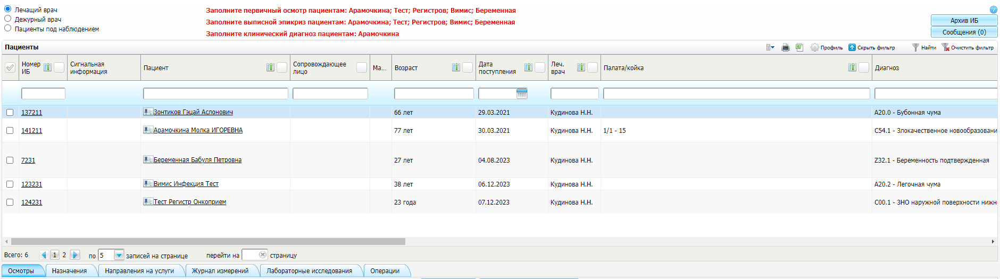 Лечащий врач
Дежурный врач
Пациенты под наблюдением
Заполните первичный осмотр пациентам: Арамочкина; Тест; Регистров; Вимис; Беременная
Заполните выписной эпикриз пациентам: Арамочкина; Тест; Регистров; Вимис; Беременная
Заполните клинический диагноз пациентам: Арамочкина
?
Архив ИБ
Сообщения (0)
Пациенты
Профиль Скрыть фильтр Найти Очистить фильтр
Номер ИБ Сигнальная информация Пациент Сопровождающее лицо Ма... Возраст Дата поступления Леч. врач Палата/койка Диагноз
137211 Зонтиков Гэцай Аслонович 66 лет 29.03.2021 Кудинова Н.Н. A20.0 - Бубонная чума
141211 Арамочкина Молка ИГОРЕВНА 77 лет 30.03.2021 Кудинова Н.Н. 1/1 - 15 C54.1 - Злокачественное новообразовани
7231 Беременная Бабуля Петровна 27 лет 04.08.2023 Кудинова Н.Н. Z32.1 - Беременность подтвержденная
123231 Вимис Инфекция Тест 38 лет 06.12.2023 Кудинова Н.Н. A20.2 - Легочная чума
124231 Тест Регистр Онкоприем 23 года 07.12.2023 Кудинова Н.Н. C00.1 - ЗНО наружной поверхности нижн
Всего: 6 1 2 по 5 записей на странице перейти на страницу
Осмотры Назначения Направления на услуги Журнал измерений Лабораторные исследования Операции